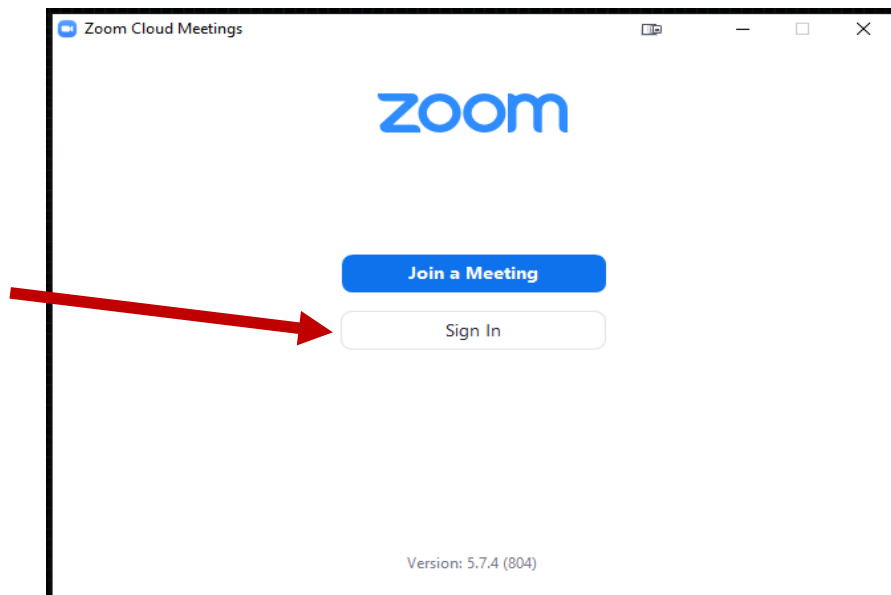 Zoom Cloud Meetings
zoom
Join a Meeting
Sign In
Version: 5.7.4 (804)